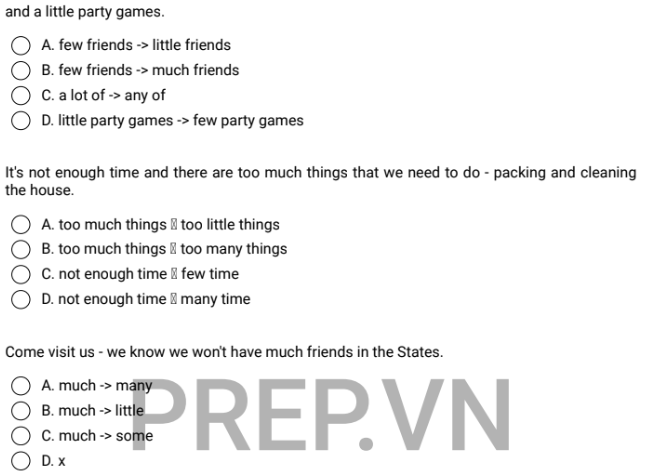 and a little party games.
A. few friends -> little friends
B. few friends -> much friends
C. a lot of -> any of
D. little party games -> few party games
It's not enough time and there are too much things that we need to do - packing and cleaning
the house.
A. too much things  too little things
B. too much things  too many things
C. not enough time  few time
D. not enough time  many time
Come visit us - we know we won't have much friends in the States.
A. much -> many
B. much -> little
C. much -> some
D. x
PREP.VN